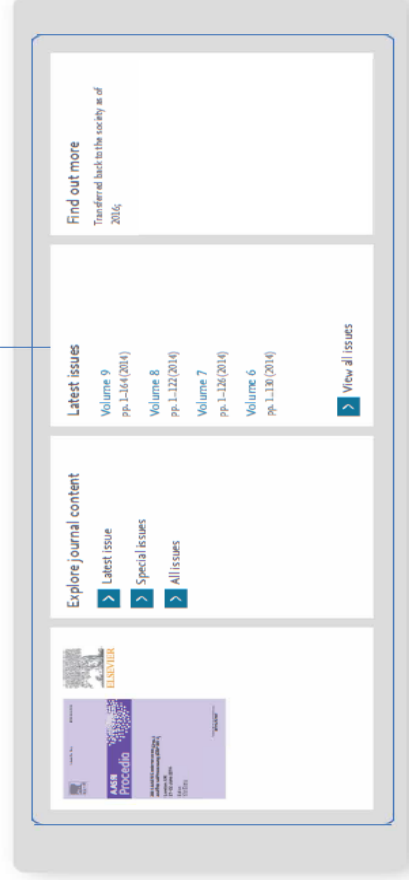 ELSEVIER
AASRI
Procedia
Explore journal content
Latest issue
Special issues
All issues
Latest issues
Volume 9
pp. 1–164 (2014)
Volume 8
pp. 1–122 (2014)
Volume 7
pp. 1–126 (2014)
Volume 6
pp. 1–130 (2014)
View all issues
Find out more
Transferred back to the society as of
2016;